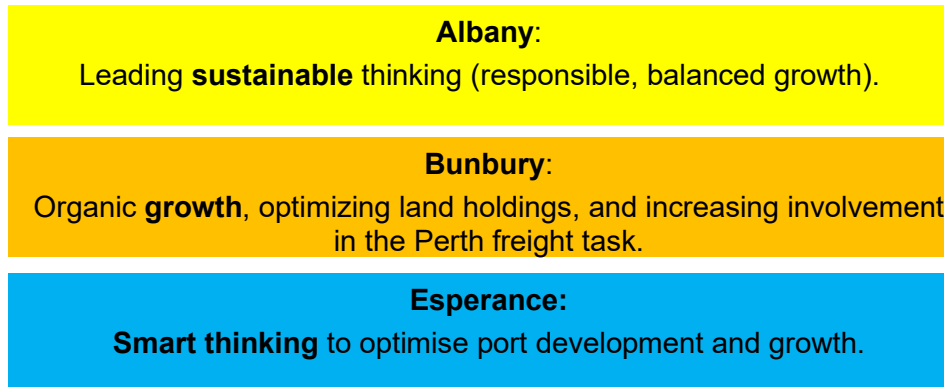 Albany:
Leading sustainable thinking (responsible, balanced growth).
Bunbury:
Organic growth, optimizing land holdings, and increasing involvement
in the Perth freight task.
Esperance:
Smart thinking to optimise port development and growth.